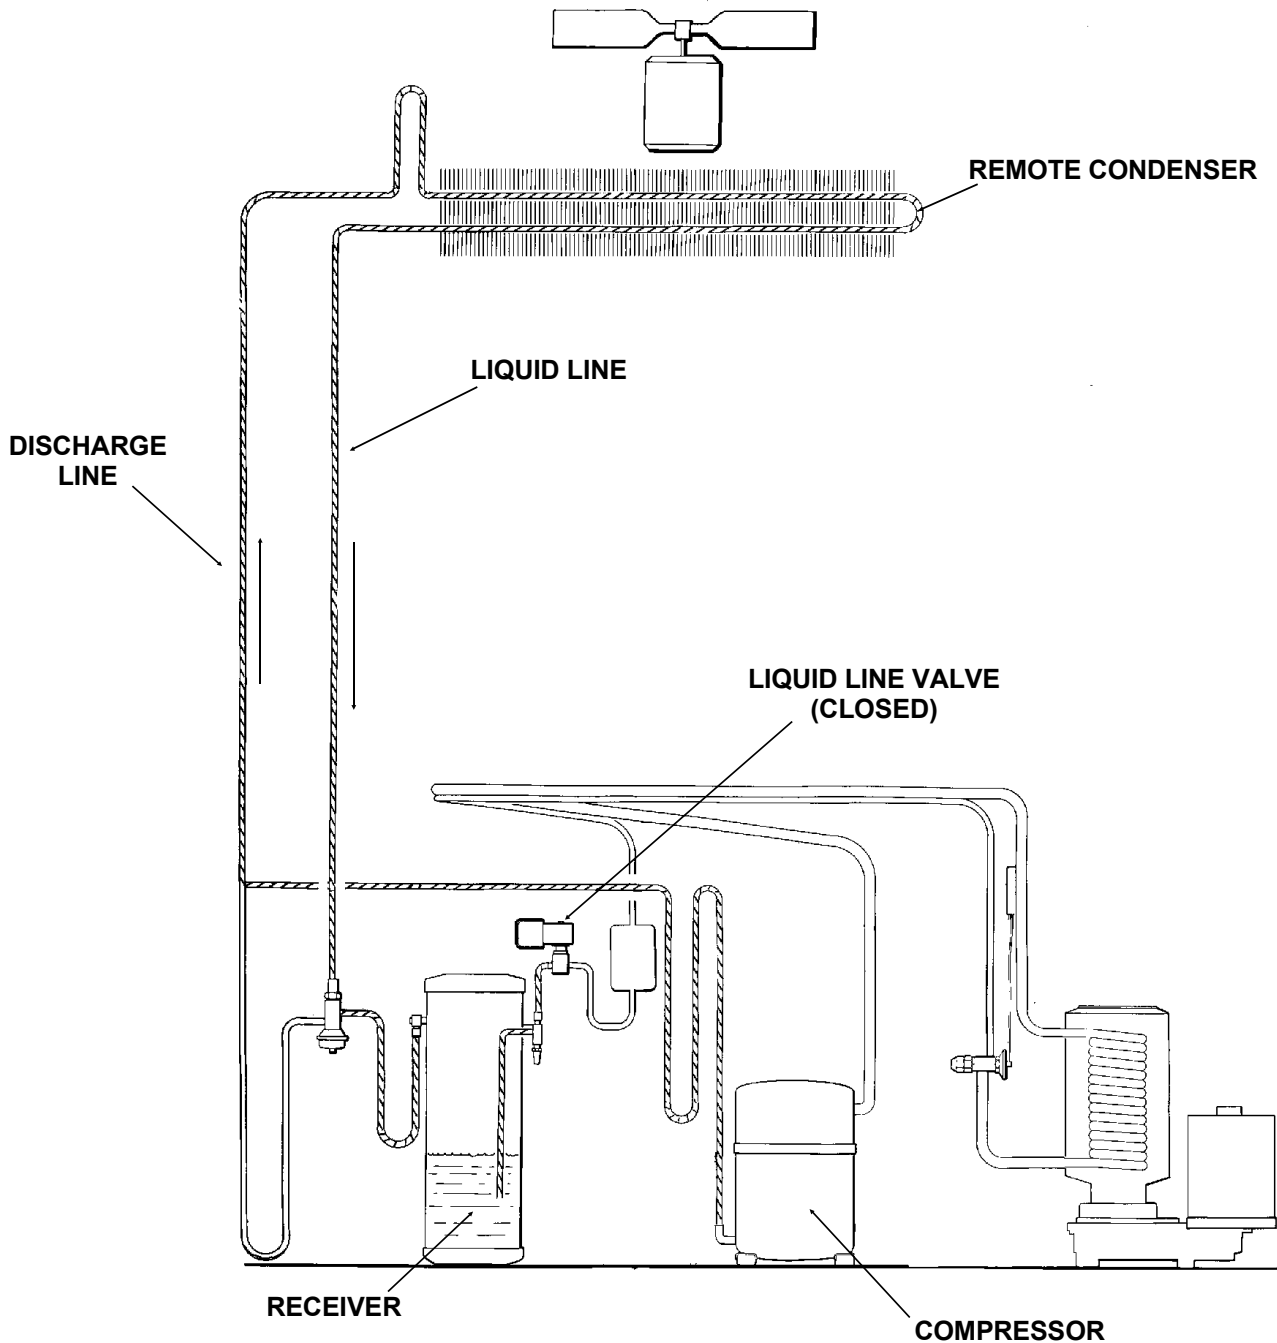 REMOTE CONDENSER
LIQUID LINE
DISCHARGE
LINE
LIQUID LINE VALVE
(CLOSED)
RECEIVER
COMPRESSOR